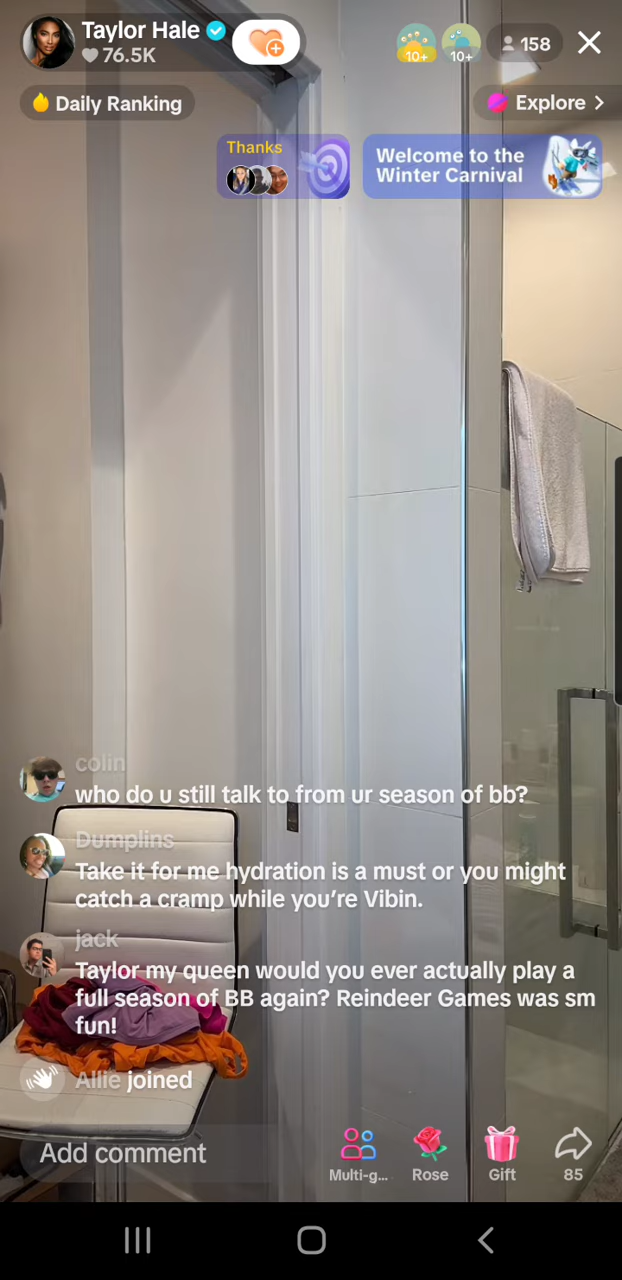 Taylor Hale
76.5K
10+
10+
158
Daily Ranking
Explore
Thanks
Welcome to the
Winter Carnival
colin
who do u still talk to from ur season of bb?
Dumplins
Take it for me hydration is a must or you might
catch a cramp while you’re Vibin.
jack
Taylor my queen would you ever actually play a
full season of BB again? Reindeer Games was sm
fun!
Allie joined
Add comment
Multi-g...
Rose
Gift
85